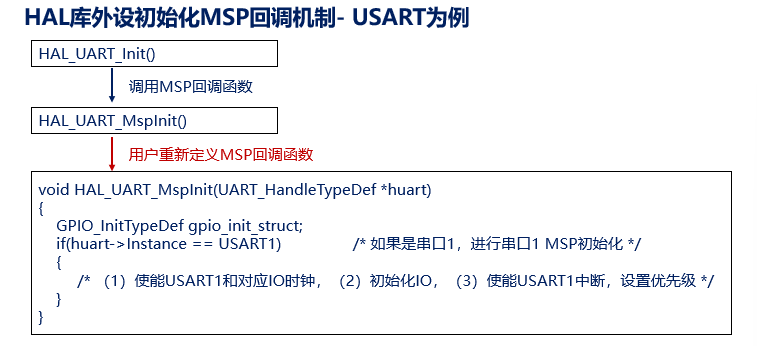 HAL库外设初始化MSP回调机制- USART为例
HAL_UART_Init()
调用MSP回调函数
HAL_UART_MspInit()
用户重新定义MSP回调函数
void HAL_UART_MspInit(UART_HandleTypeDef *huart)
{
GPIO_InitTypeDef gpio_init_struct;
if(huart->Instance == USART1) /* 如果是串口1，进行串口1 MSP初始化 */
{
/* （1）使能USART1和对应IO时钟，（2）初始化IO，（3）使能USART1中断，设置优先级 */
}
}